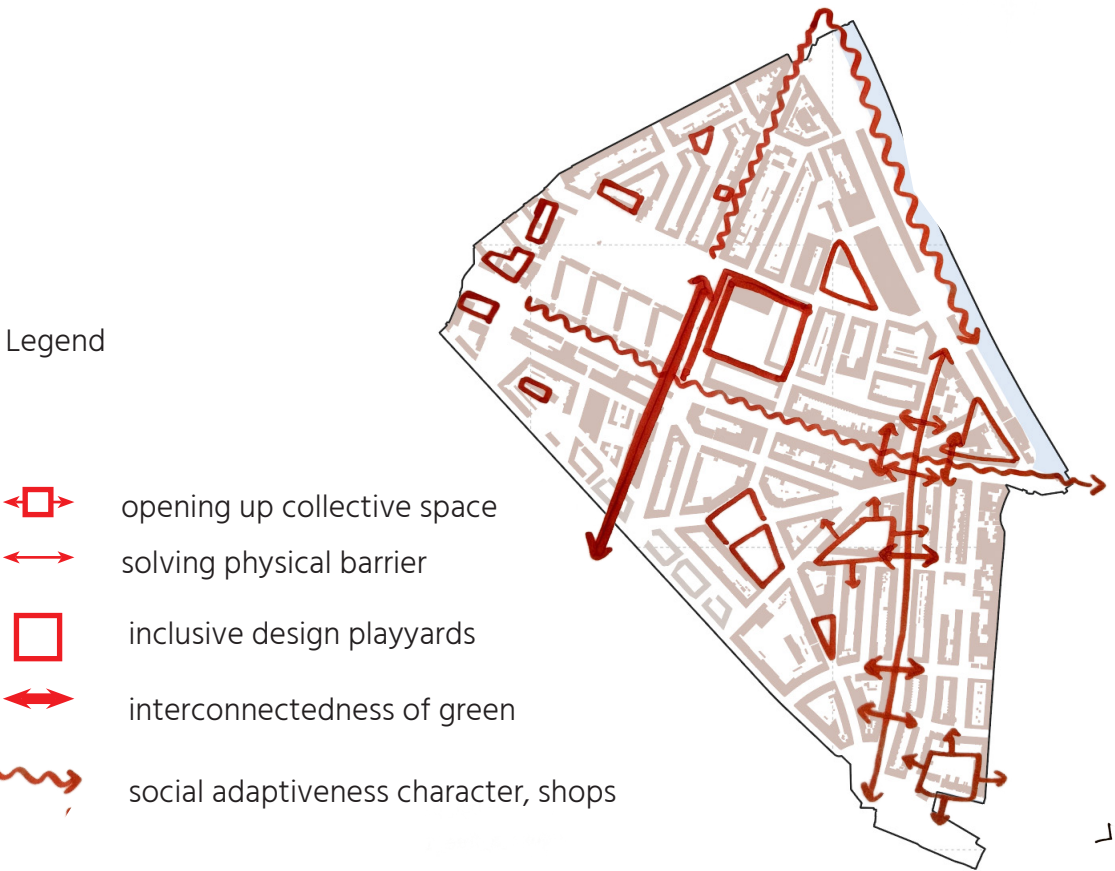 Legend
opening up collective space
solving physical barrier
inclusive design playyards
interconnectedness of green
social adaptiveness character, shops